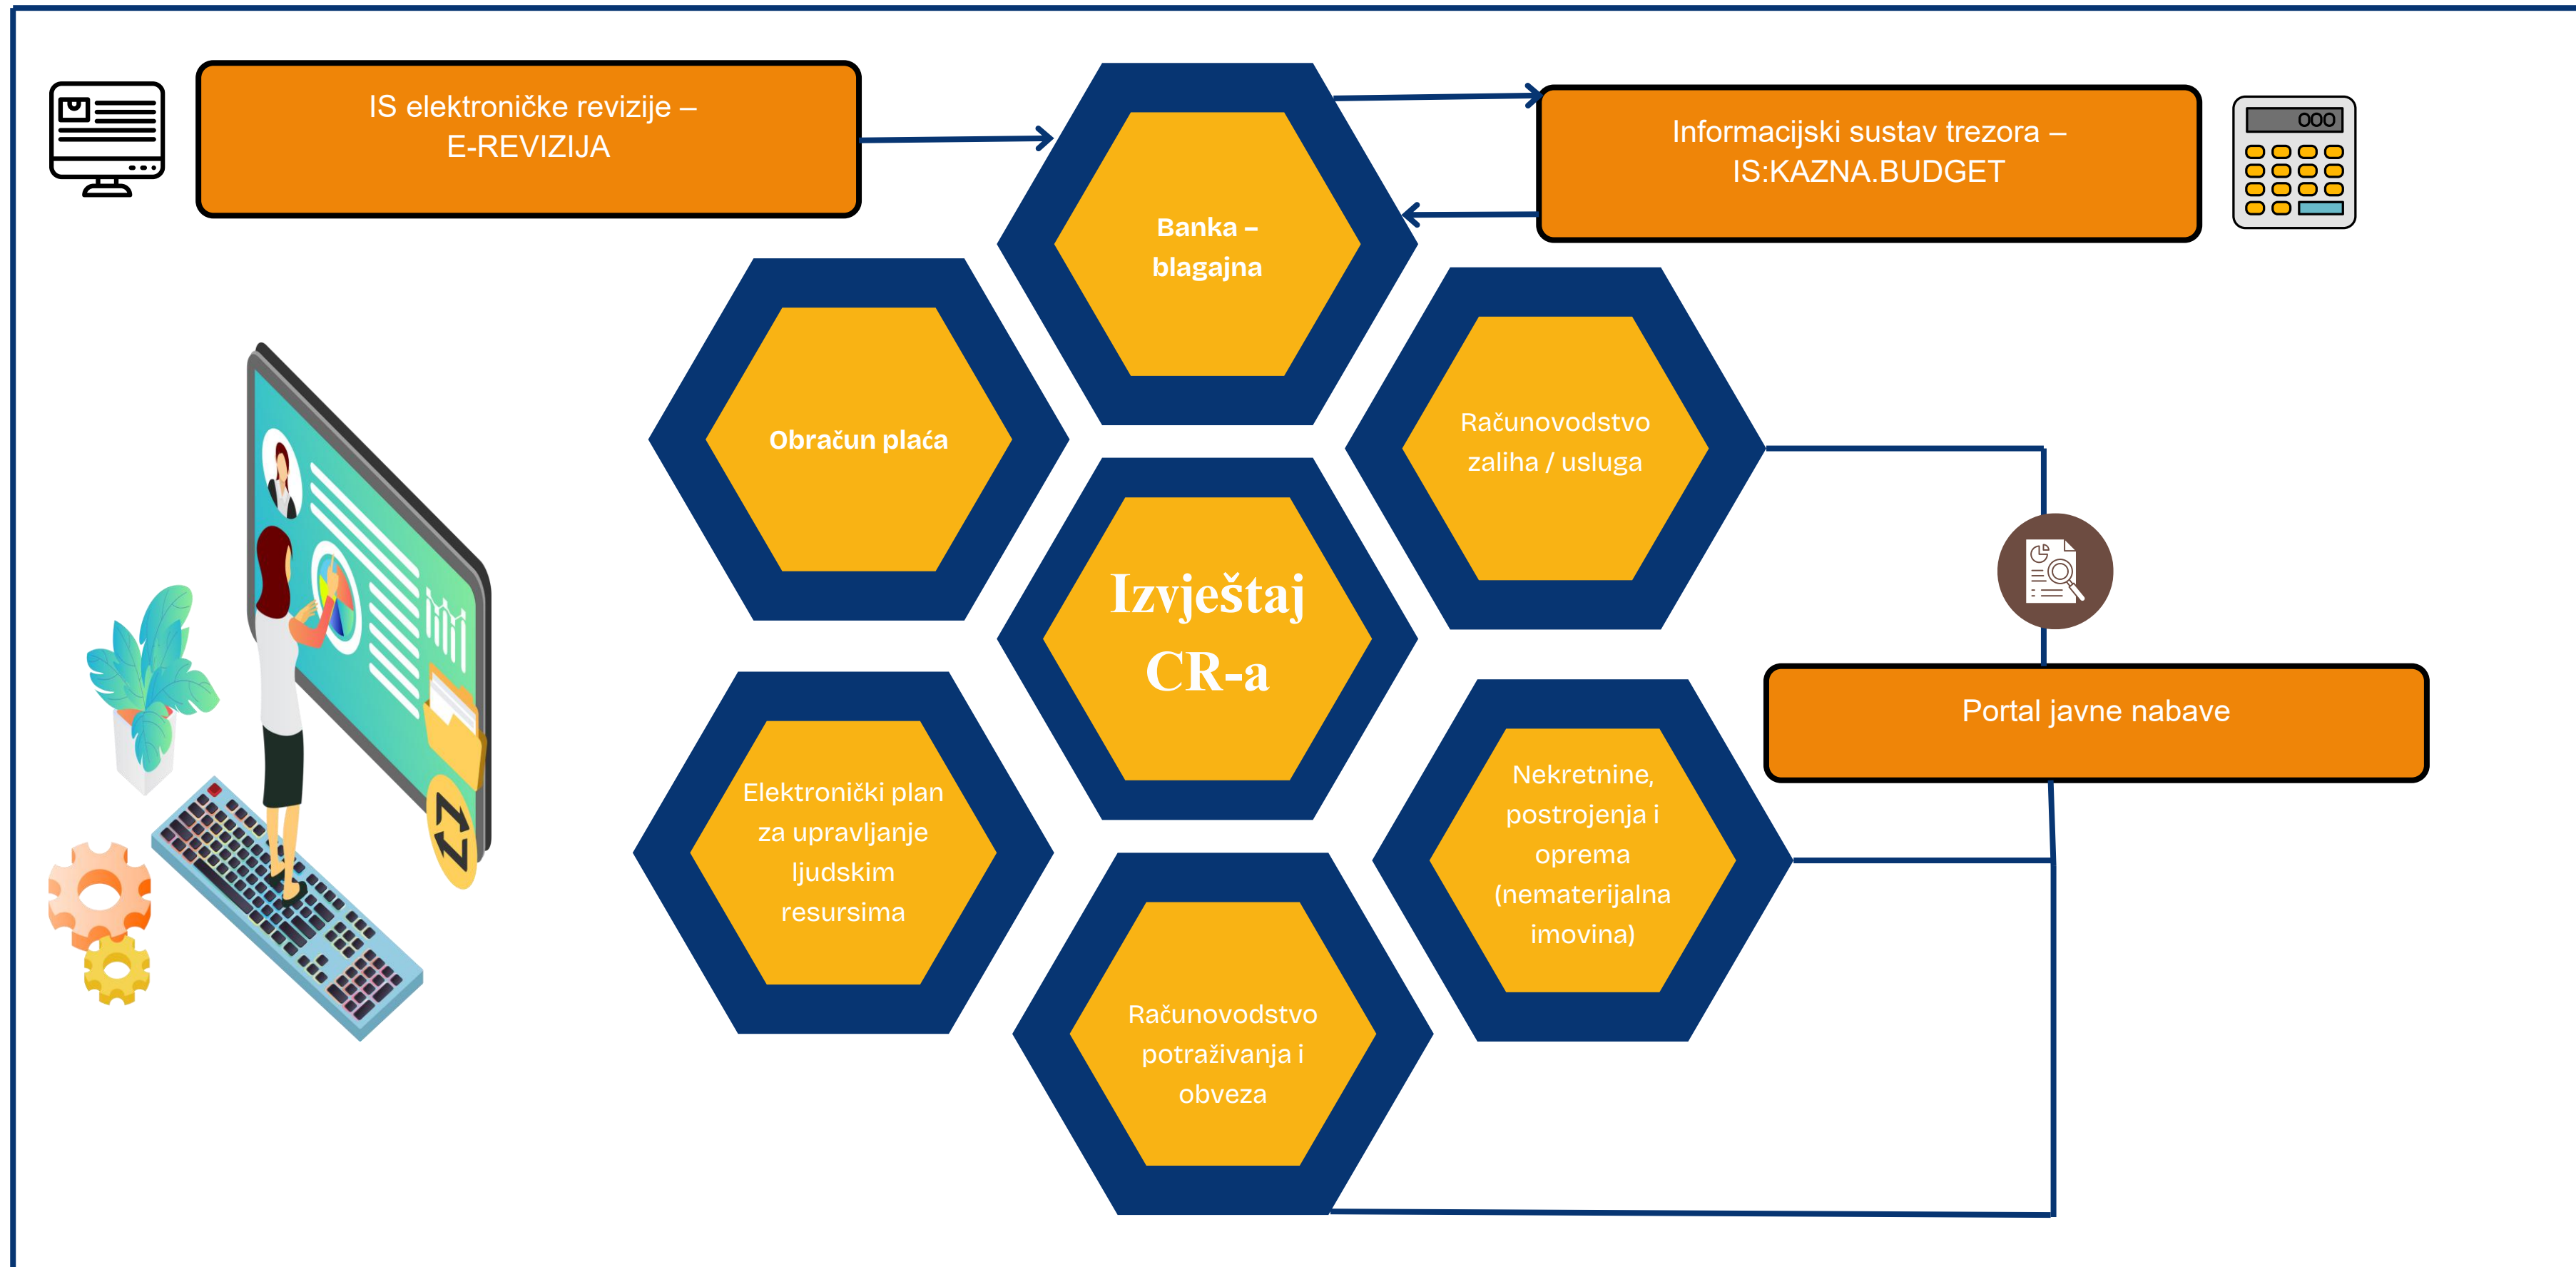 IS elektroničke revizije –
E-REVIZIJA
Informacijski sustav trezora –
IS:KAZNA.BUDGET
000
Banka –
blagajna
Obračun plaća
Računovodstvo
zaliha / usluga
Izvještaj
CR-a
Portal javne nabave
Elektronički plan
za upravljanje
ljudskim
resursima
Nekretnine,
postrojenja i
oprema
(nematerijalna
imovina)
Računovodstvo
potraživanja i
obveza